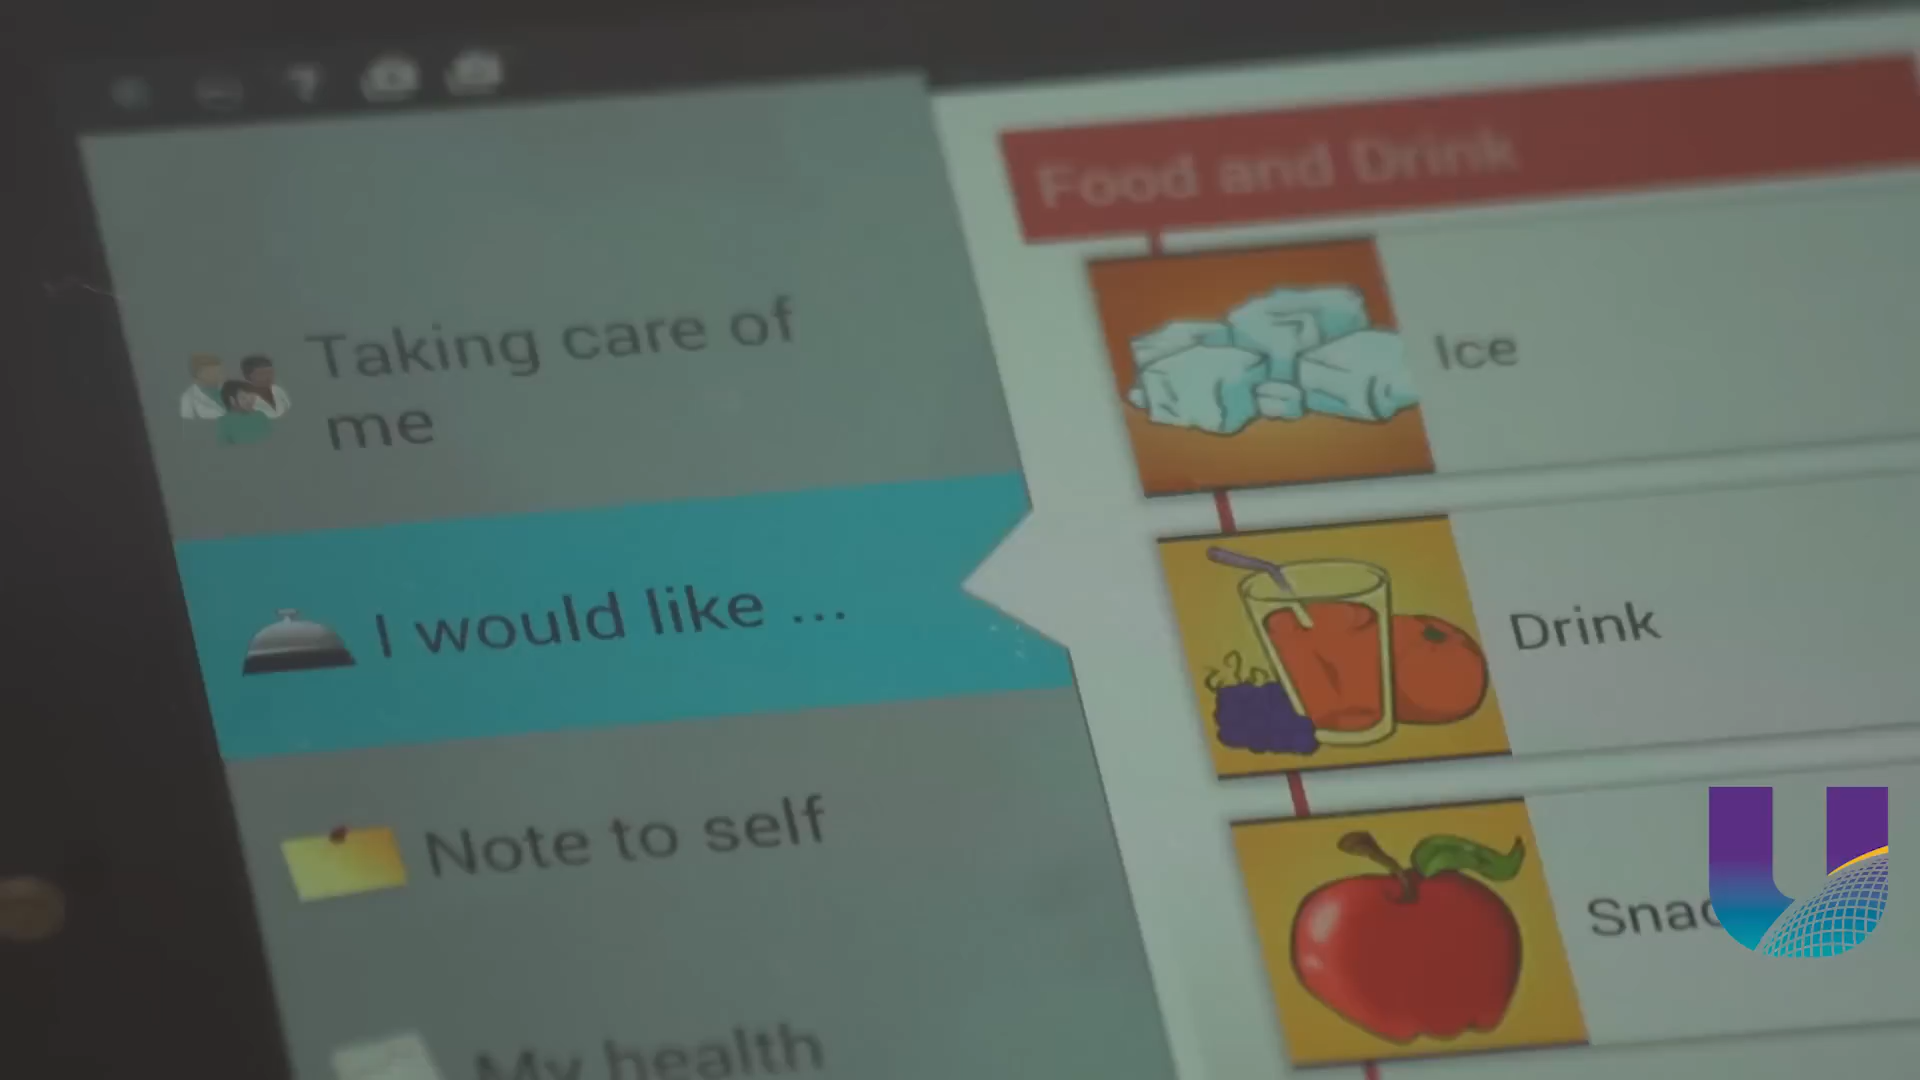 Taking care of
me
I would like ...
Note to self
My health
Food and Drink
Ice
Drink